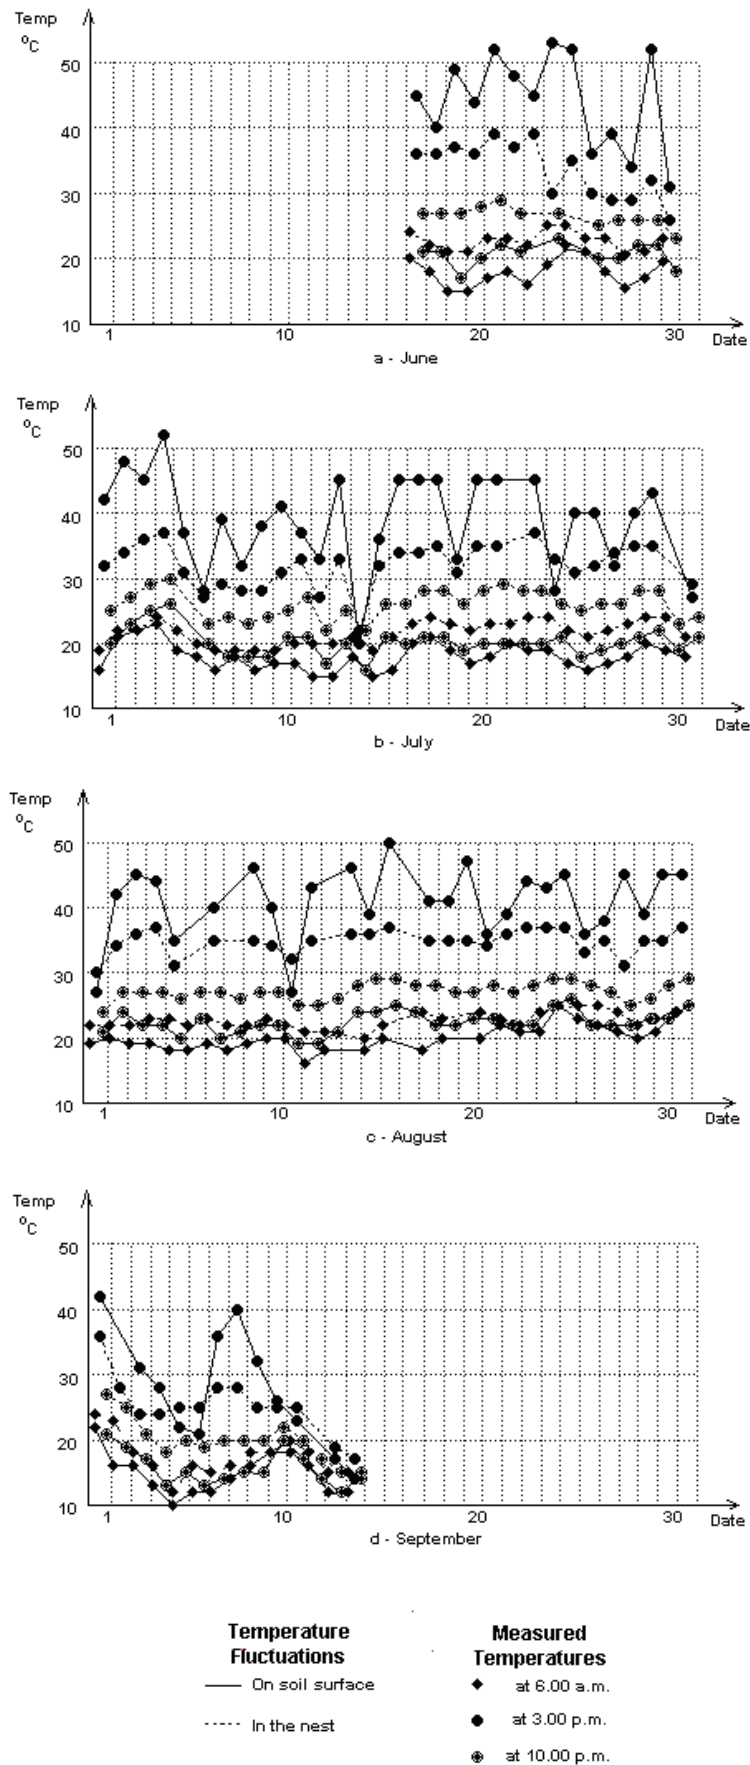 Temp
°C
50
40
30
20
10
1 10 20 30
Date
a - June
Temp
°C
50
40
30
20
10
1 10 20 30
Date
b - July
Temp
°C
50
40
30
20
10
1 10 20 30
Date
c - August
Temp
°C
50
40
30
20
10
1 10 20 30
Date
d - September
Temperature
Fluctuations
On soil surface
In the nest
Measured
Temperatures
at 6.00 a.m.
at 3.00 p.m.
at 10.00 p.m.